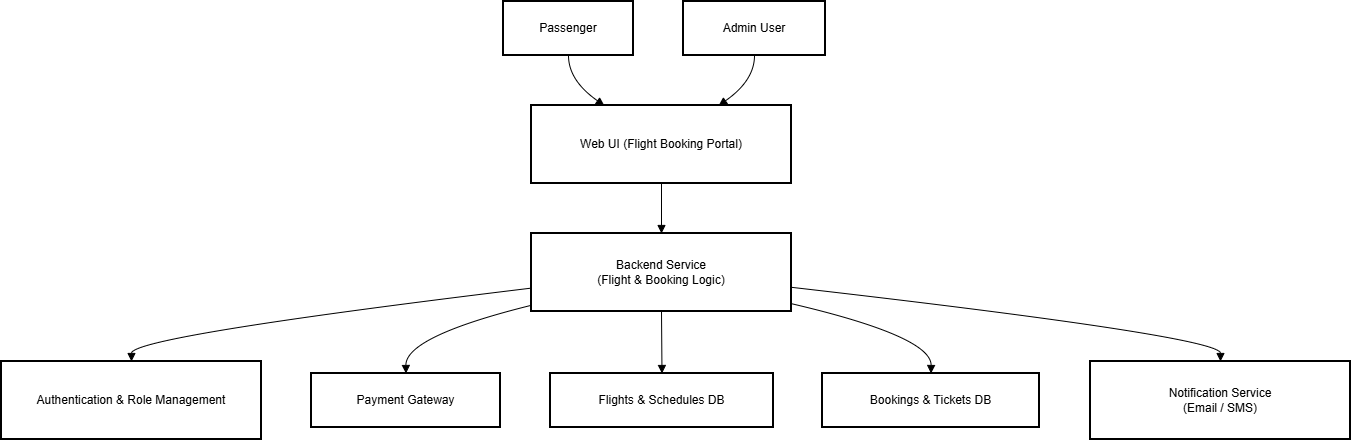 Passenger
Admin User
Web UI (Flight Booking Portal)
Backend Service
(Flight & Booking Logic)
Authentication & Role Management
Payment Gateway
Flights & Schedules DB
Bookings & Tickets DB
Notification Service
(Email / SMS)